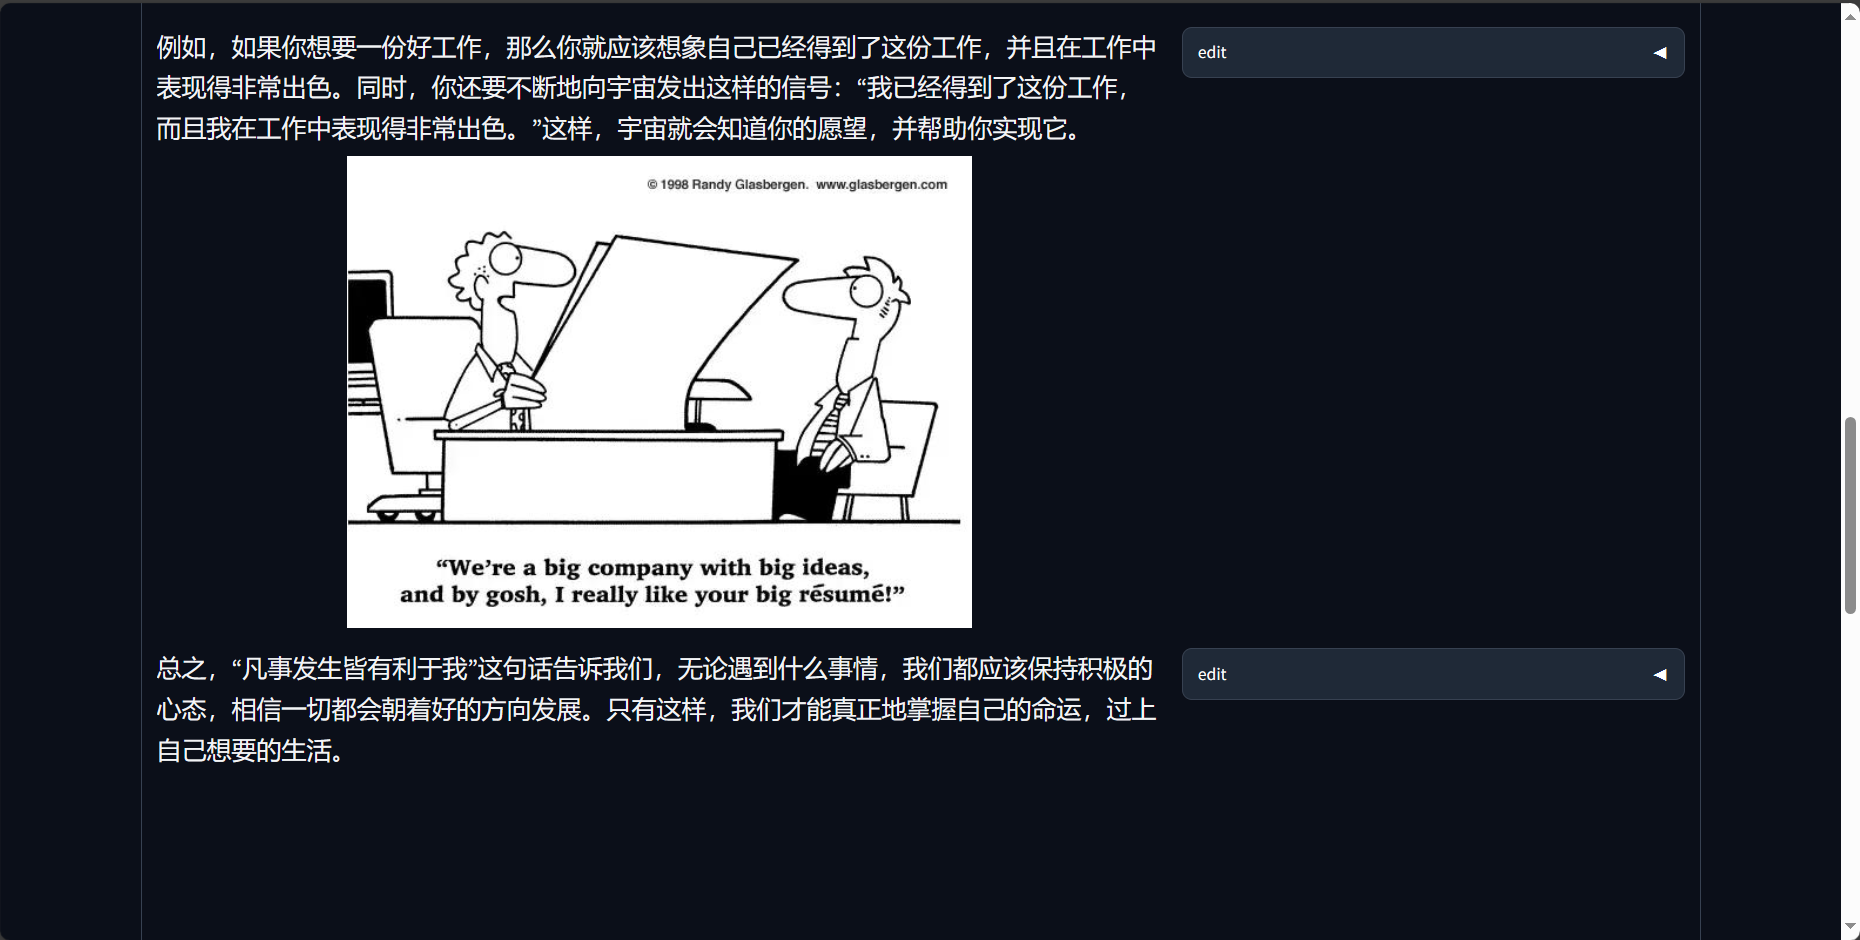 例如，如果你想要一份好工作，那么你就应该想象自己已经得到了这份工作，并且在工作中
表现得非常出色。同时，你还要不断地向宇宙发出这样的信号：“我已经得到了这份工作，
而且我在工作中表现得非常出色。”这样，宇宙就会知道你的愿望，并帮助你实现它。
edit
© 1998 Randy Glasbergen. www.glasbergen.com
“We’re a big company with big ideas,
and by gosh, I really like your big résumé!”
总之，“凡事发生皆有利于我”这句话告诉我们，无论遇到什么事情，我们都应该保持积极的
心态，相信一切都会朝着好的方向发展。只有这样，我们才能真正地掌握自己的命运，过上
自己想要的生活。
edit